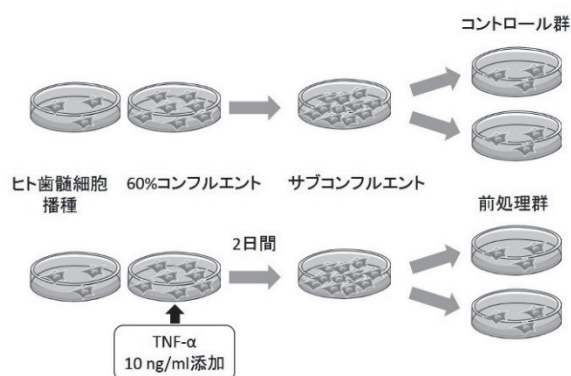 コントロール群
ヒト歯髄細胞
播種
60%コンフルエント
サブコンフルエント
前処理群
2日間
TNF-α
10 ng/ml添加